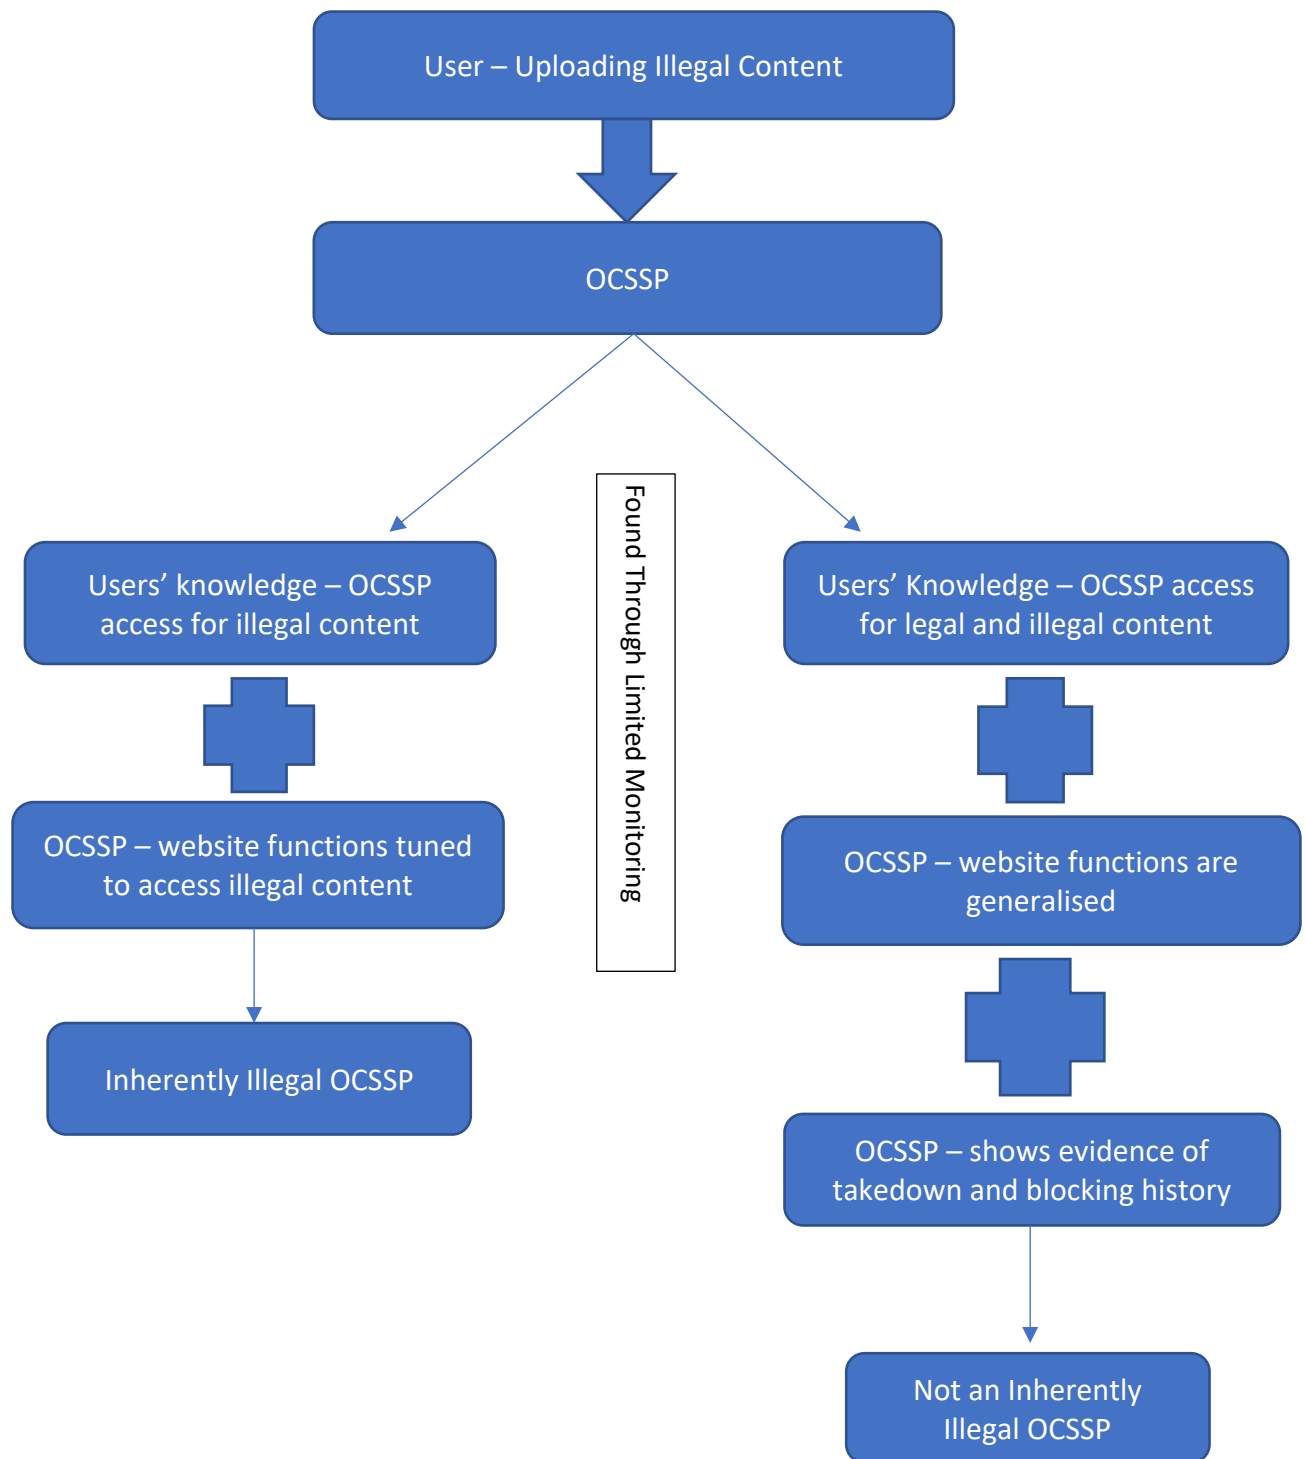 User – Uploading Illegal Content
OCSSP
Found Through Limited Monitoring
Users’ knowledge – OCSSP
access for illegal content
OCSSP – website functions tuned
to access illegal content
Inherently Illegal OCSSP
Users’ Knowledge – OCSSP access
for legal and illegal content
OCSSP – website functions are
generalised
OCSSP – shows evidence of
takedown and blocking history
Not an Inherently
Illegal OCSSP